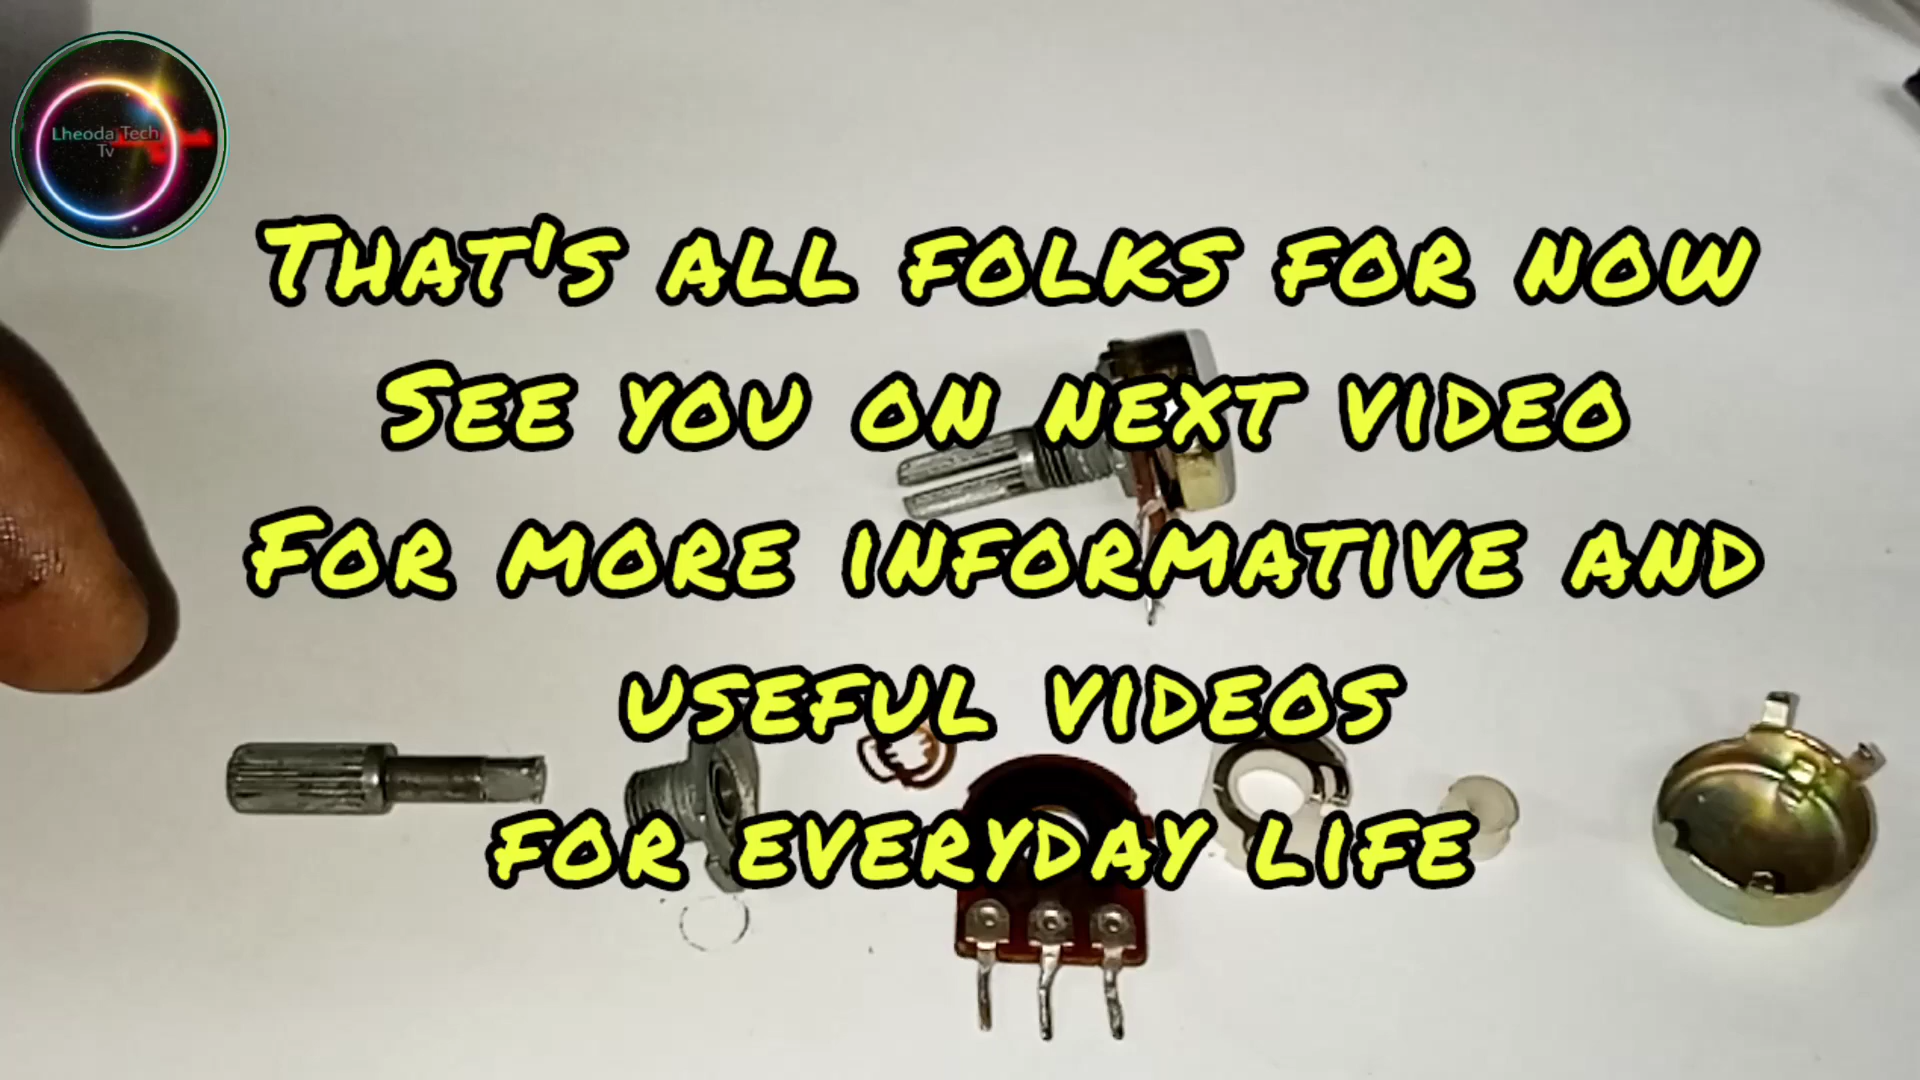 Lheoda Tech
Tv
THAT'S ALL FOLKS FOR NOW
SEE YOU ON NEXT VIDEO
FOR MORE INFORMATIVE AND
USEFUL VIDEOS
FOR EVERYDAY LIFE